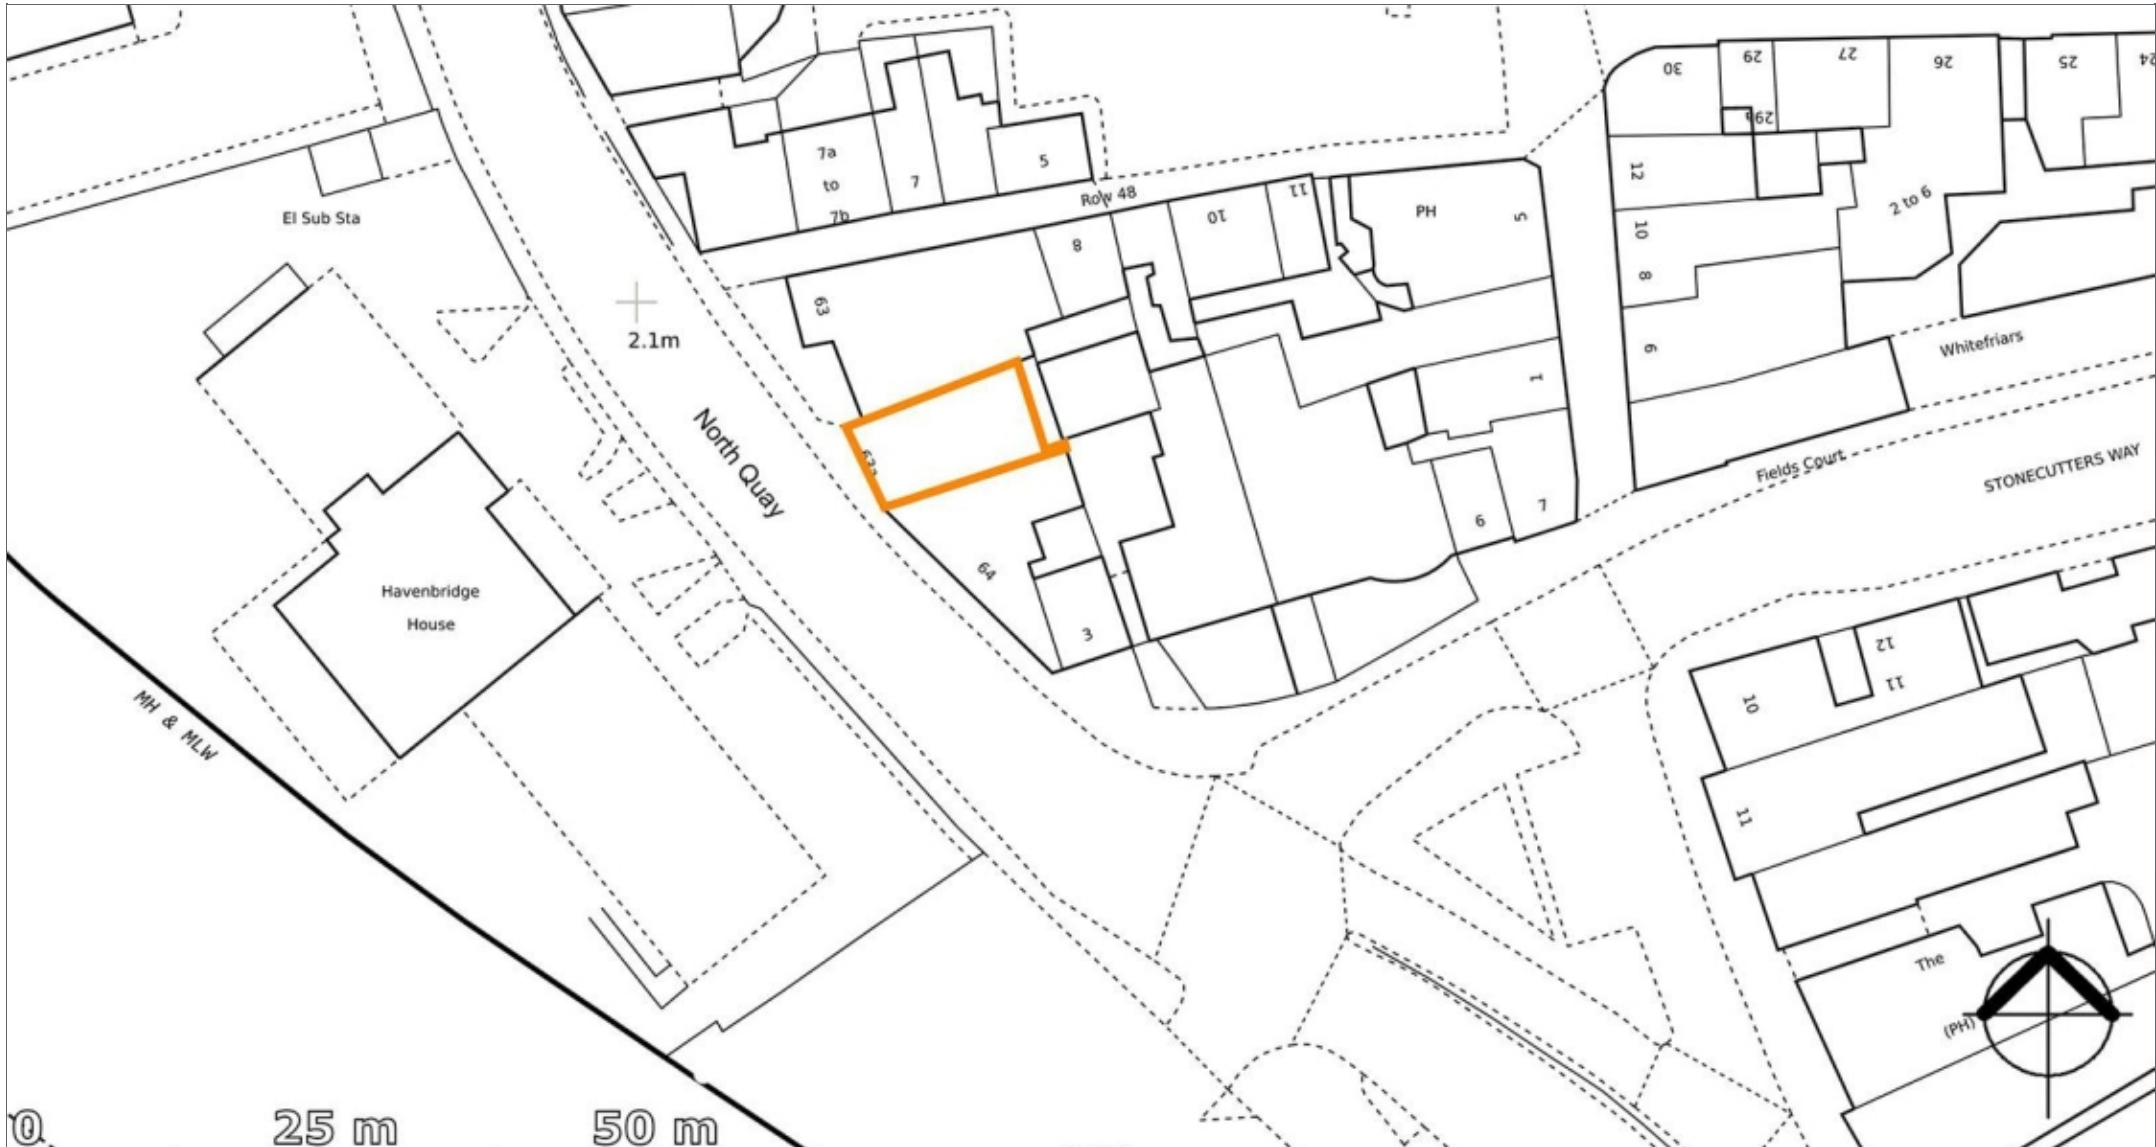 30
29
27
26
25
24
29a
7a
to
7b
7
5
El Sub Sta
Row 48
8
10
11
PH
5
12
10
8
2 to 6
63
2.1m
6
Whitefriars
1
North Quay
63a
Fields Court
STONECUTTERS WAY
6
7
64
Havenbridge
House
3
12
11
10
MH & MLW
11
The
(PH)
0
25 m
50 m